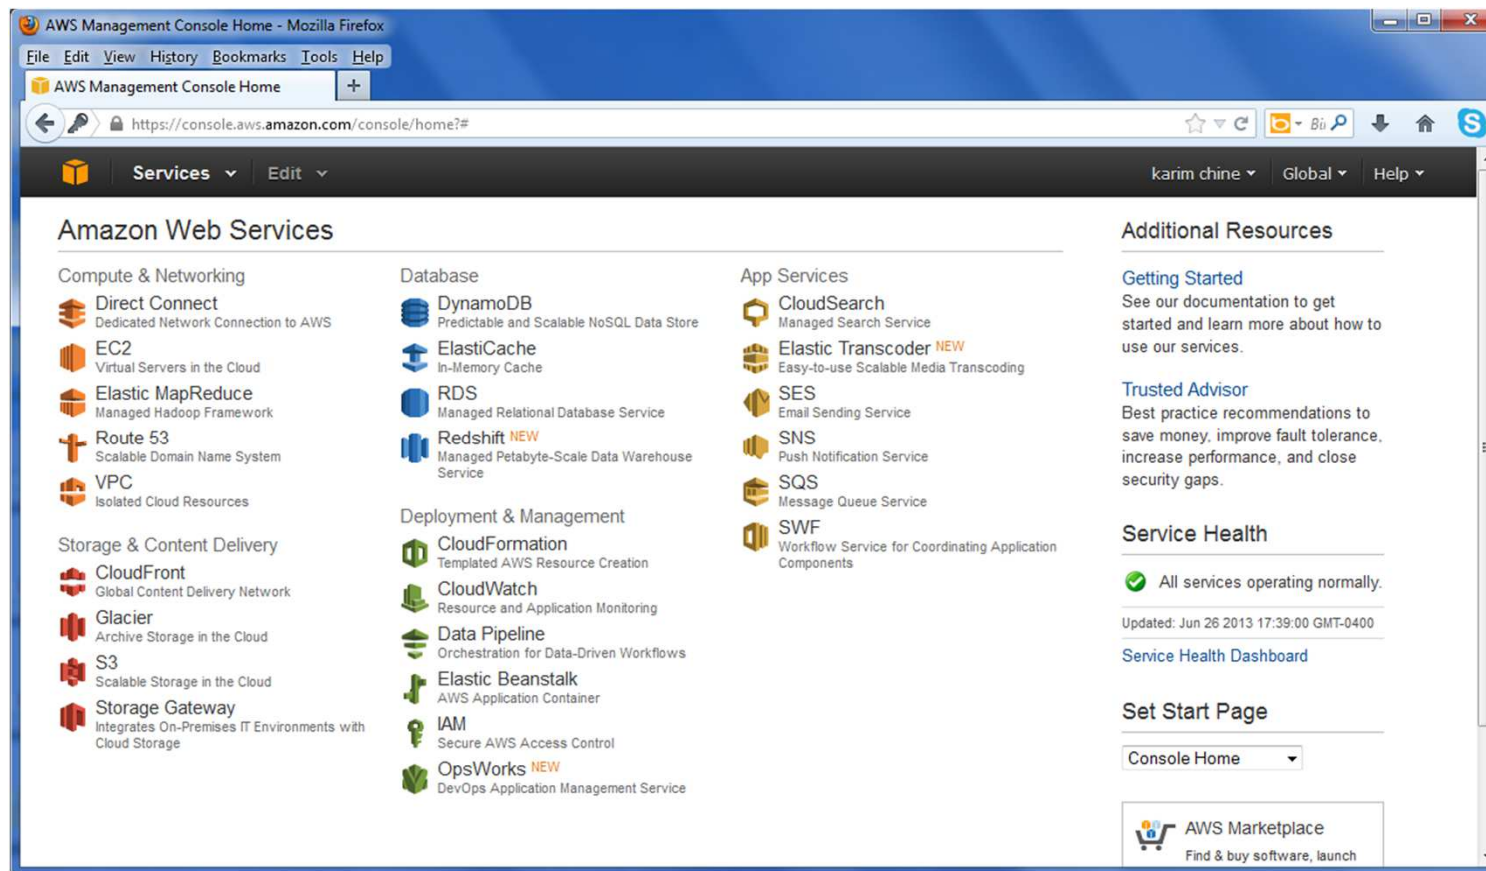 AWS Management Console Home - Mozilla Firefox
File Edit View History Bookmarks Tools Help
AWS Management Console Home
https://console.aws.amazon.com/console/home?#
Services Edit karim chine Global Help
Amazon Web Services
Compute & Networking
Direct Connect
Dedicated Network Connection to AWS
EC2
Virtual Servers in the Cloud
Elastic MapReduce
Managed Hadoop Framework
Route 53
Scalable Domain Name System
VPC
Isolated Cloud Resources
Storage & Content Delivery
CloudFront
Global Content Delivery Network
Glacier
Archive Storage in the Cloud
S3
Scalable Storage in the Cloud
Storage Gateway
Integrates On-Premises IT Environments with
Cloud Storage
Database
DynamoDB
Predictable and Scalable NoSQL Data Store
ElastiCache
In-Memory Cache
RDS
Managed Relational Database Service
Redshift NEW
Managed Petabyte-Scale Data Warehouse
Service
Deployment & Management
CloudFormation
Templated AWS Resource Creation
CloudWatch
Resource and Application Monitoring
Data Pipeline
Orchestration for Data-Driven Workflows
Elastic Beanstalk
AWS Application Container
IAM
Secure AWS Access Control
OpsWorks NEW
DevOps Application Management Service
App Services
CloudSearch
Managed Search Service
Elastic Transcoder NEW
Easy-to-use Scalable Media Transcoding
SES
Email Sending Service
SNS
Push Notification Service
SQS
Message Queue Service
SWF
Workflow Service for Coordinating Application
Components
Additional Resources
Getting Started
See our documentation to get
started and learn more about how to
use our services.
Trusted Advisor
Best practice recommendations to
save money, improve fault tolerance,
increase performance, and close
security gaps.
Service Health
All services operating normally.
Updated: Jun 26 2013 17:39:00 GMT-0400
Service Health Dashboard
Set Start Page
Console Home
AWS Marketplace
Find & buy software, launch